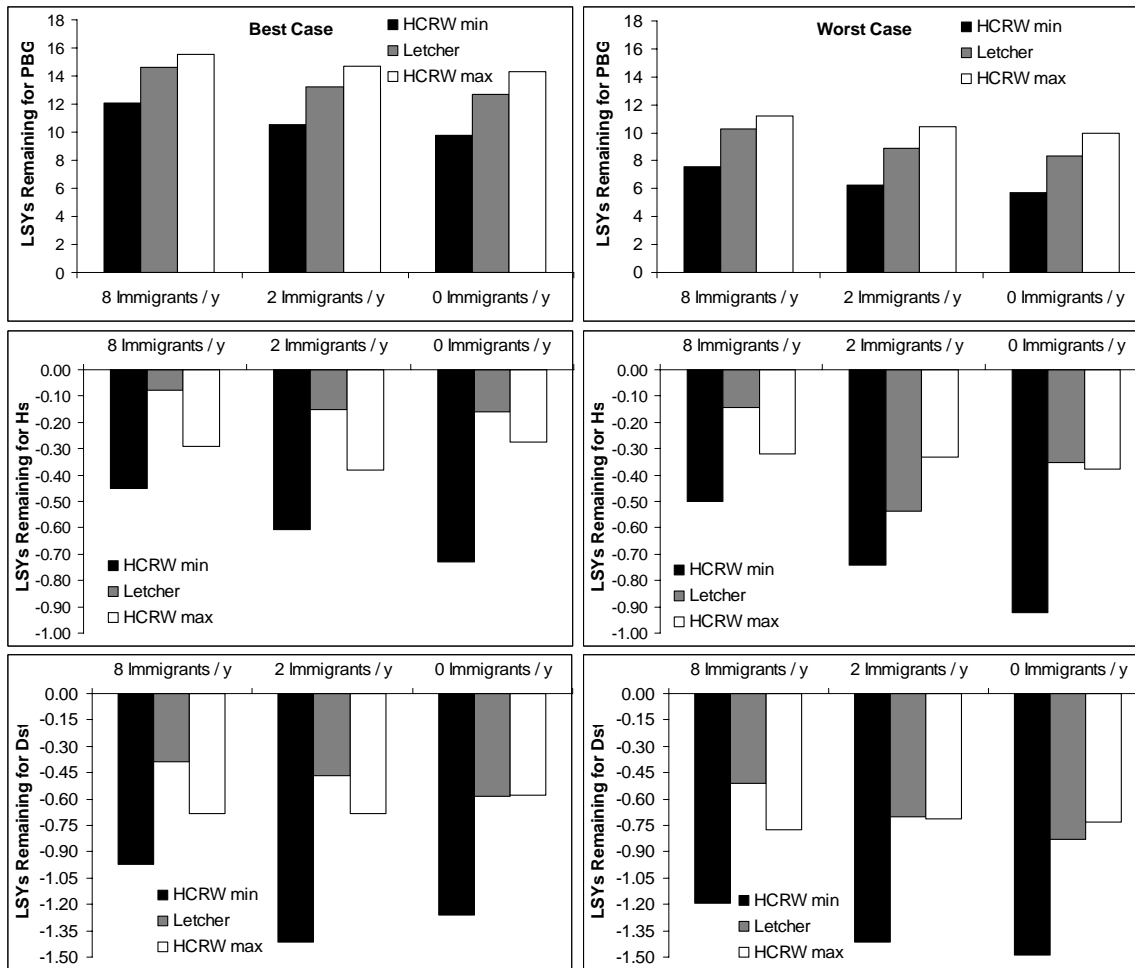 Best Case
HCRW min
Letcher
HCRW max
LSYs Remaining for PBG
18
16
14
12
10
8
6
4
2
0
8 Immigrants / y
2 Immigrants / y
0 Immigrants / y
Worst Case
HCRW min
Letcher
HCRW max
LSYs Remaining for PBG
18
16
14
12
10
8
6
4
2
0
8 Immigrants / y
2 Immigrants / y
0 Immigrants / y
8 Immigrants / y
2 Immigrants / y
0 Immigrants / y
LSYs Remaining for Hs
0.00
-0.10
-0.20
-0.30
-0.40
-0.50
-0.60
-0.70
-0.80
-0.90
-1.00
HCRW min
Letcher
HCRW max
8 Immigrants / y
2 Immigrants / y
0 Immigrants / y
LSYs Remaining for Hs
0.00
-0.10
-0.20
-0.30
-0.40
-0.50
-0.60
-0.70
-0.80
-0.90
-1.00
HCRW min
Letcher
HCRW max
8 Immigrants / y
2 Immigrants / y
0 Immigrants / y
LSYs Remaining for Dst
0.00
-0.15
-0.30
-0.45
-0.60
-0.75
-0.90
-1.05
-1.20
-1.35
-1.50
HCRW min
Letcher
HCRW max
8 Immigrants / y
2 Immigrants / y
0 Immigrants / y
LSYs Remaining for Dst
0.00
-0.15
-0.30
-0.45
-0.60
-0.75
-0.90
-1.05
-1.20
-1.35
-1.50
HCRW min
Letcher
HCRW max